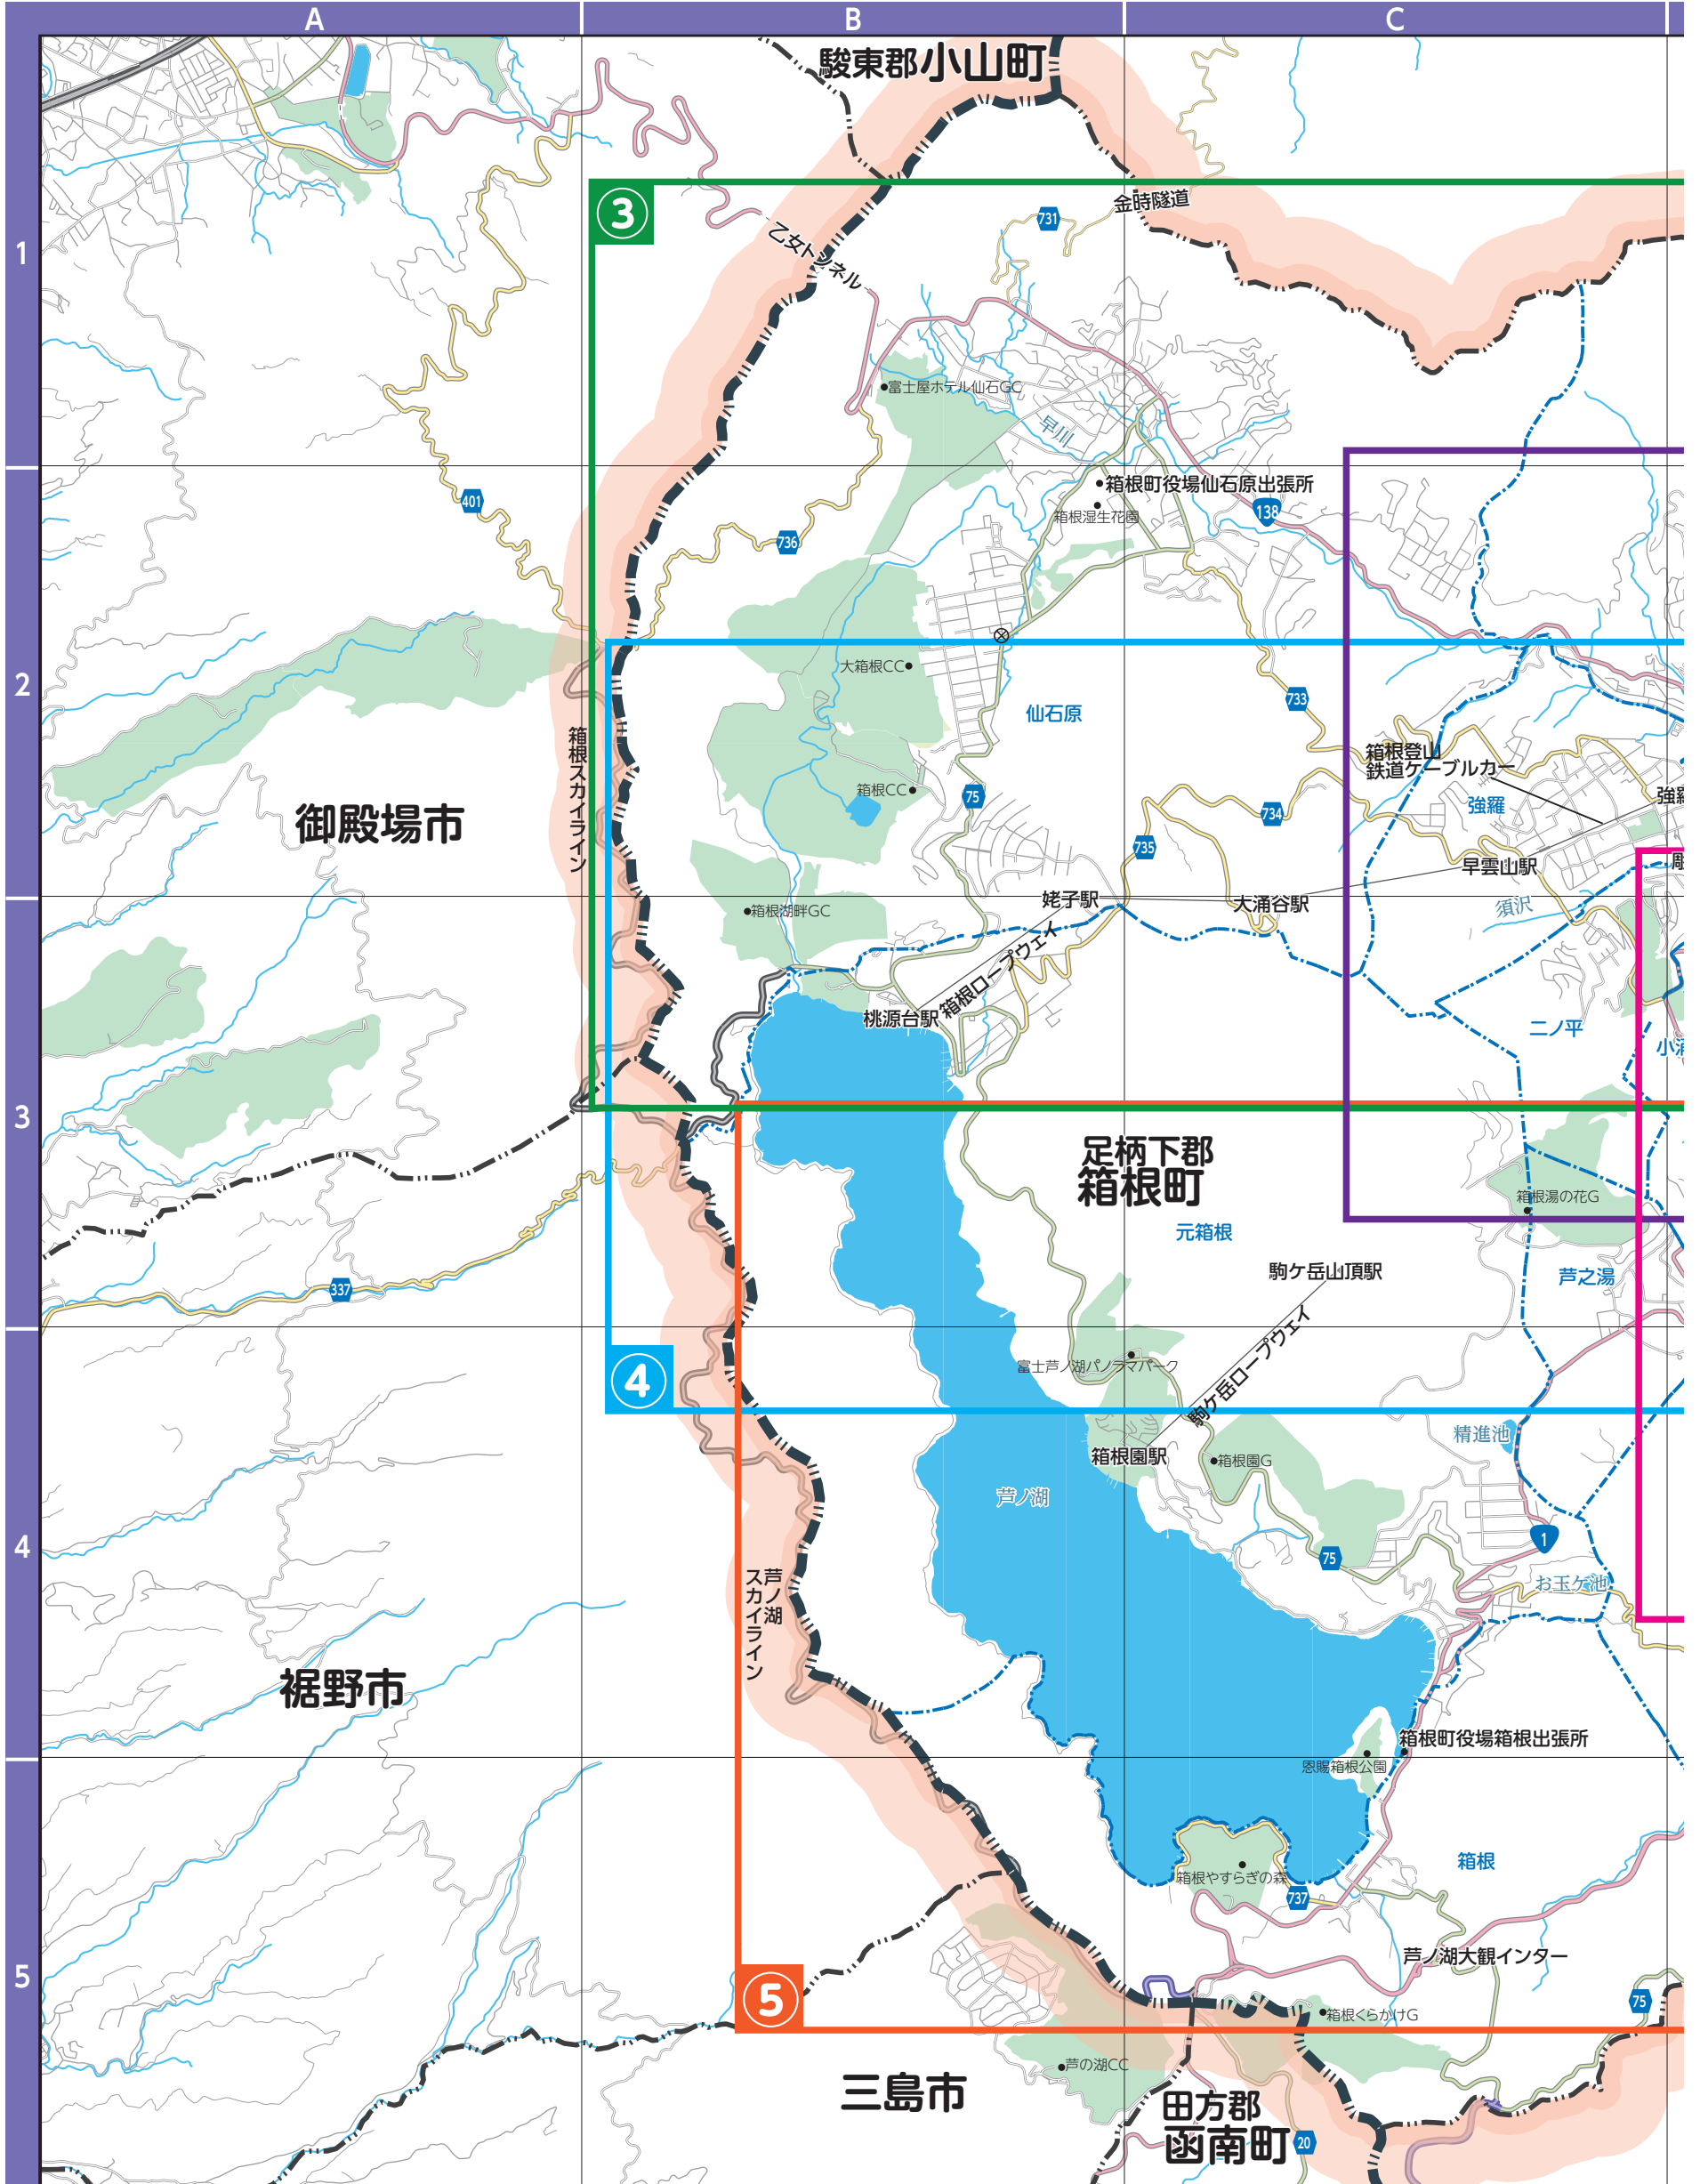 A
B
C
駿東郡小山町
1
3
731
金時隧道
乙女トンネル
富士屋ホテル仙石GC
早川
401
736
箱根町役場仙石原出張所
箱根湿生花園
138
2
大箱根CC
仙石原
733
箱根スカイライン
箱根登山
鉄道ケーブルカー
御殿場市
箱根CC
75
734
強羅
735
早雲山駅
箱根湖畔GC
姥子駅
大涌谷駅
須沢
箱根ロープウェイ
桃源台駅
二ノ平
3
足柄下郡
箱根町
箱根湯の花G
元箱根
駒ケ岳山頂駅
芦之湯
337
4
富士芦ノ湖パノラマパーク
駒ケ岳ロープウェイ
精進池
箱根園駅
箱根園G
芦ノ湖
4
1
75
お玉ケ池
芦ノ湖
スカイライン
裾野市
箱根町役場箱根出張所
恩賜箱根公園
箱根
箱根やすらぎの森
737
5
芦ノ湖大観インター
5
75
箱根くらかけG
芦の湖CC
三島市
田方郡
函南町
20